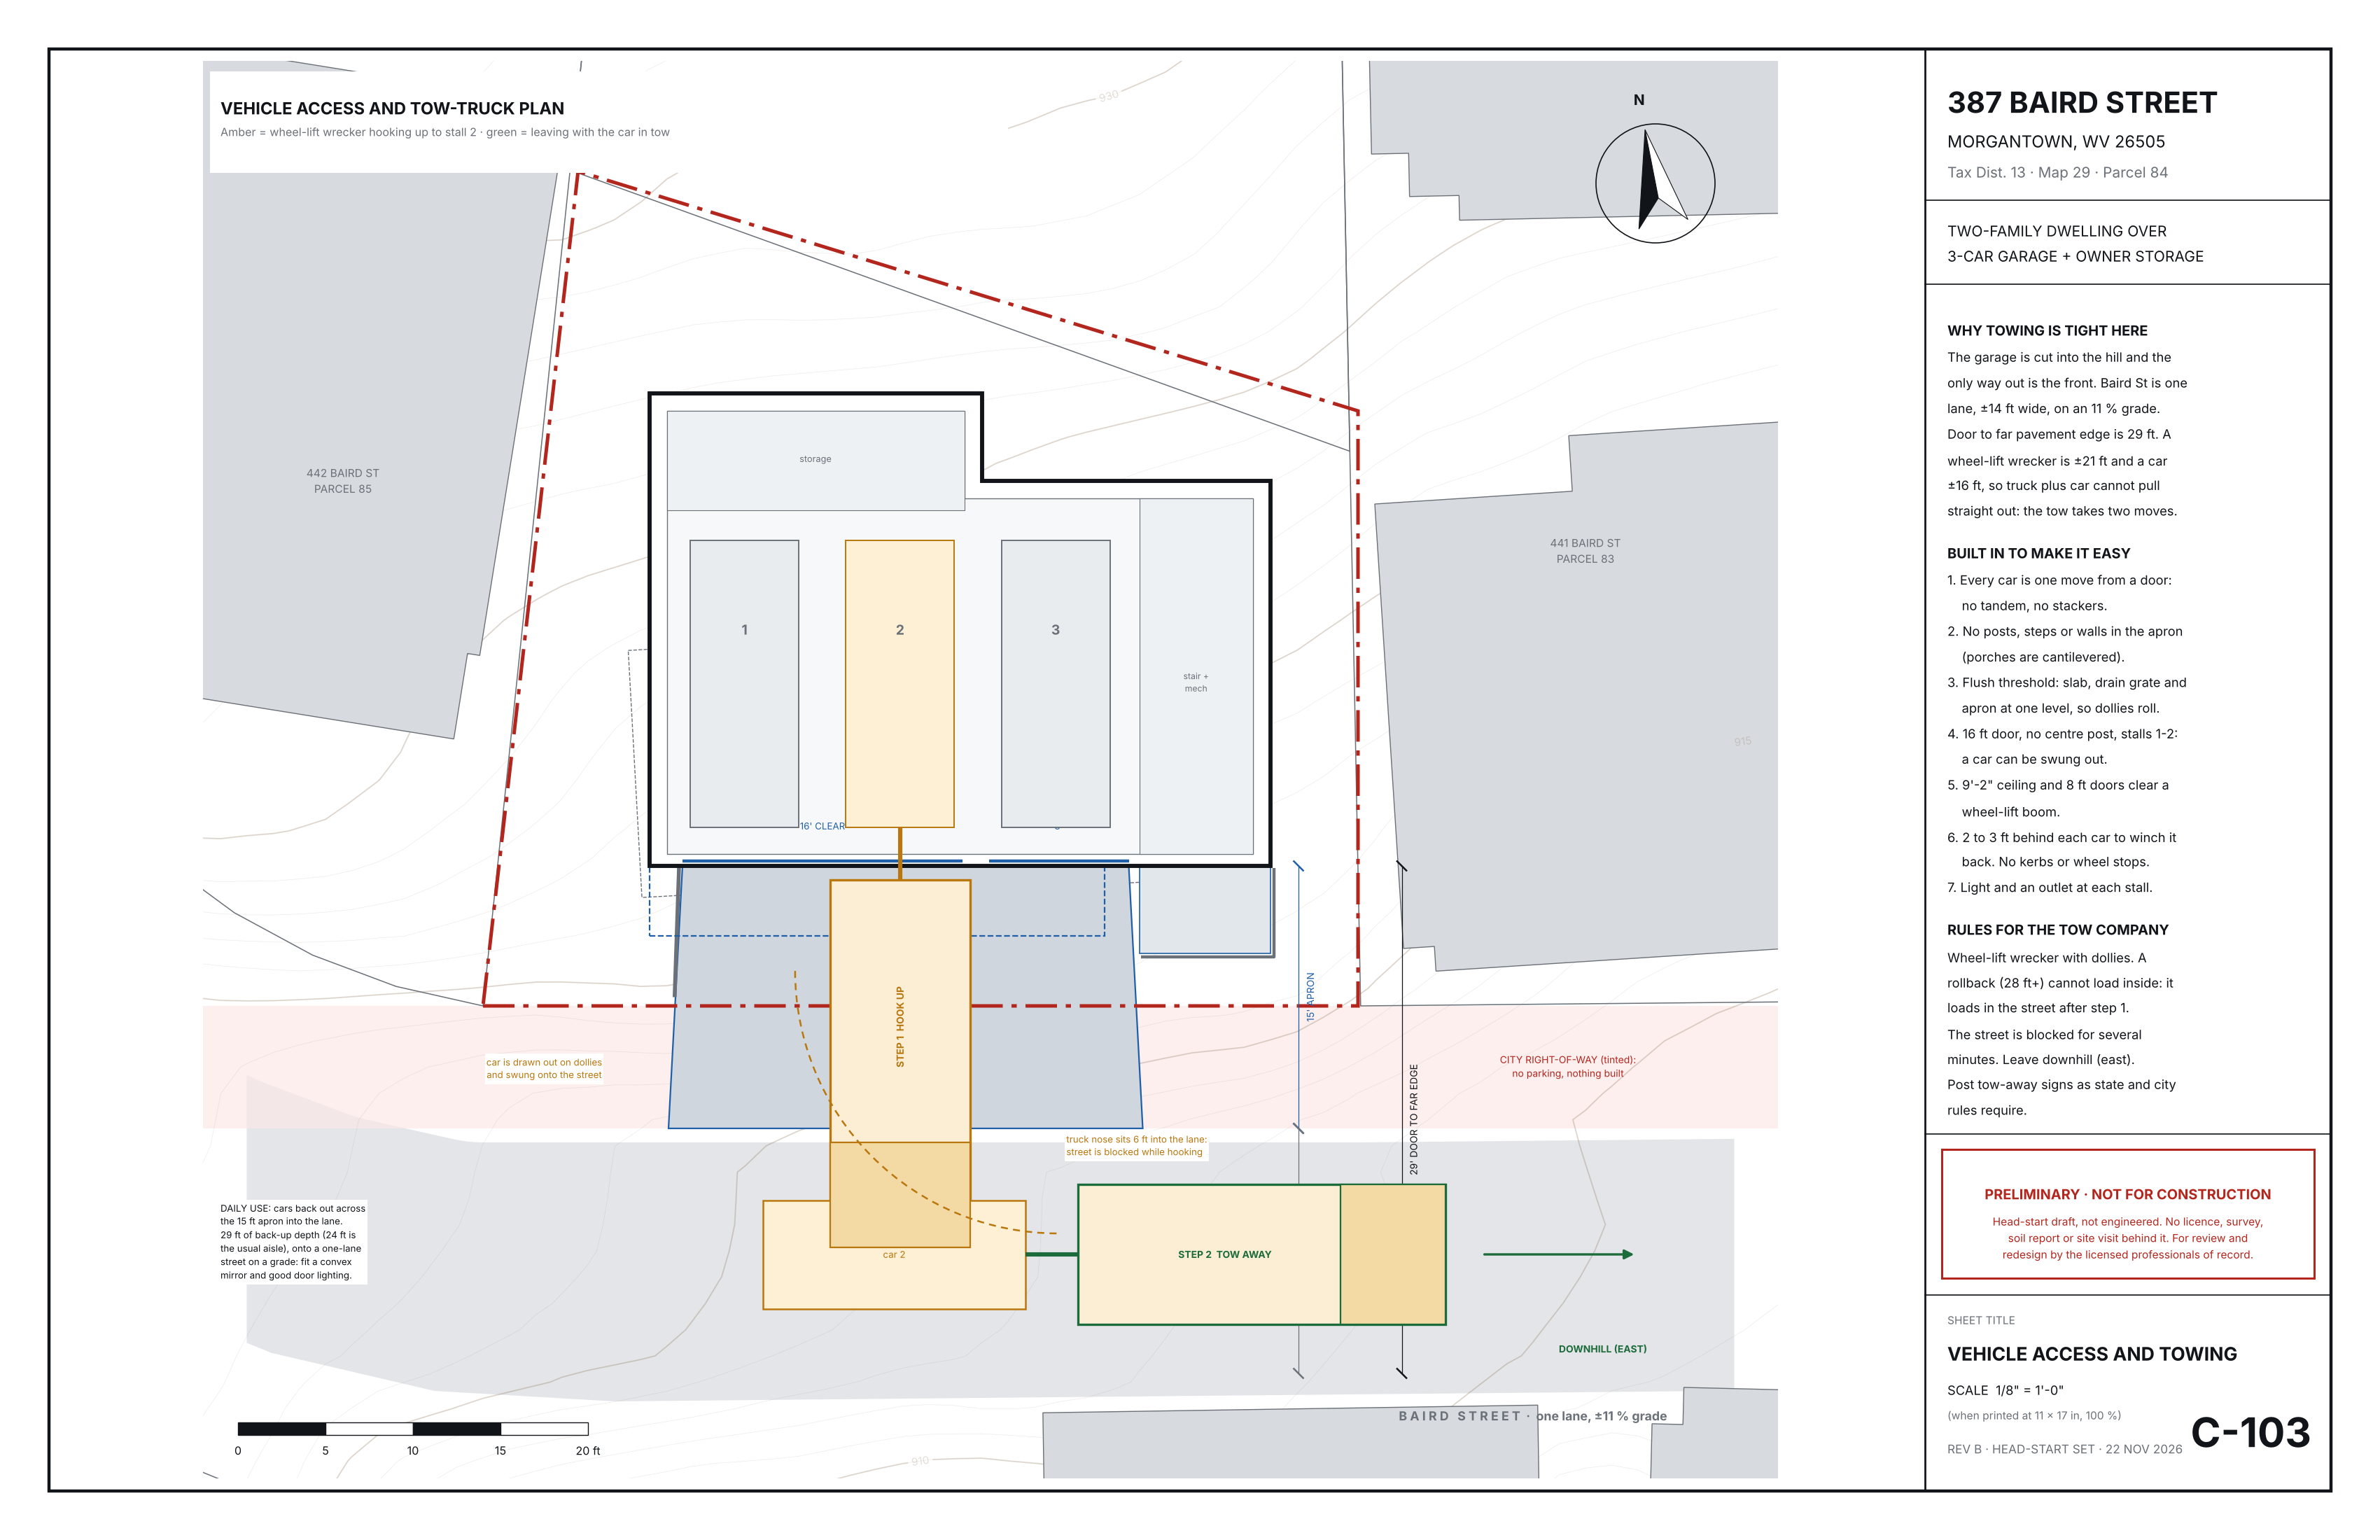 VEHICLE ACCESS AND TOW-TRUCK PLAN
Amber = wheel-lift wrecker hooking up to stall 2 · green = leaving with the car in tow
930
N
442 BAIRD ST
PARCEL 85
storage
441 BAIRD ST
PARCEL 83
1
2
3
stair +
mech
915
16' CLEAR
15' APRON
STEP 1 HOOK UP
car is drawn out on dollies
and swung onto the street
CITY RIGHT-OF-WAY (tinted):
no parking, nothing built
29' DOOR TO FAR EDGE
truck nose sits 6 ft into the lane:
street is blocked while hooking
DAILY USE: cars back out across
the 15 ft apron into the lane.
29 ft of back-up depth (24 ft is
the usual aisle), onto a one-lane
street on a grade: fit a convex
mirror and good door lighting.
car 2
STEP 2 TOW AWAY
DOWNHILL (EAST)
BAIRD STREET · one lane, ±11 % grade
0 5 10 15 20 ft
910
387 BAIRD STREET
MORGANTOWN, WV 26505
Tax Dist. 13 · Map 29 · Parcel 84
TWO-FAMILY DWELLING OVER
3-CAR GARAGE + OWNER STORAGE
WHY TOWING IS TIGHT HERE
The garage is cut into the hill and the
only way out is the front. Baird St is one
lane, ±14 ft wide, on an 11 % grade.
Door to far pavement edge is 29 ft. A
wheel-lift wrecker is ±21 ft and a car
±16 ft, so truck plus car cannot pull
straight out: the tow takes two moves.
BUILT IN TO MAKE IT EASY
1. Every car is one move from a door:
no tandem, no stackers.
2. No posts, steps or walls in the apron
(porches are cantilevered).
3. Flush threshold: slab, drain grate and
apron at one level, so dollies roll.
4. 16 ft door, no centre post, stalls 1-2:
a car can be swung out.
5. 9'-2" ceiling and 8 ft doors clear a
wheel-lift boom.
6. 2 to 3 ft behind each car to winch it
back. No kerbs or wheel stops.
7. Light and an outlet at each stall.
RULES FOR THE TOW COMPANY
Wheel-lift wrecker with dollies. A
rollback (28 ft+) cannot load inside: it
loads in the street after step 1.
The street is blocked for several
minutes. Leave downhill (east).
Post tow-away signs as state and city
rules require.
PRELIMINARY · NOT FOR CONSTRUCTION
Head-start draft, not engineered. No licence, survey,
soil report or site visit behind it. For review and
redesign by the licensed professionals of record.
SHEET TITLE
VEHICLE ACCESS AND TOWING
SCALE 1/8" = 1'-0"
(when printed at 11 × 17 in, 100 %)
REV B · HEAD-START SET · 22 NOV 2026
C-103